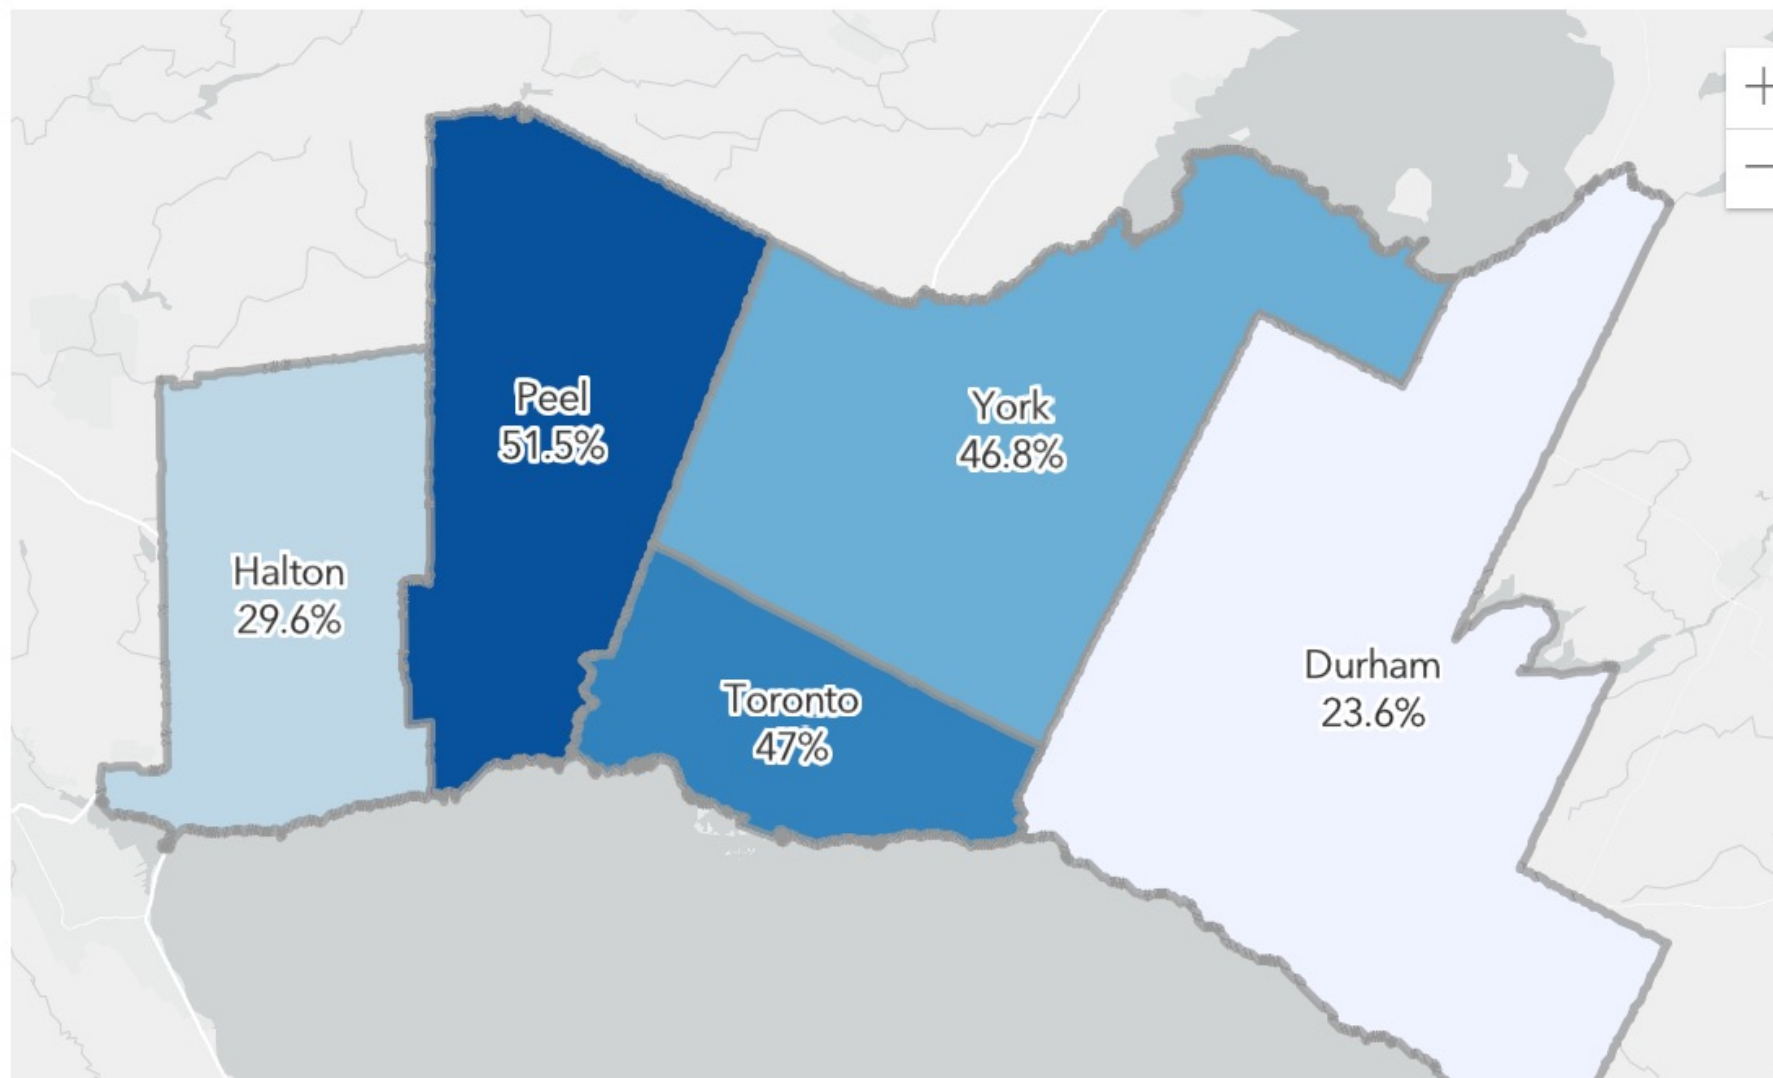 Peel
51.5%
York
46.8%
Halton
29.6%
Durham
23.6%
Toronto
47%
+
−